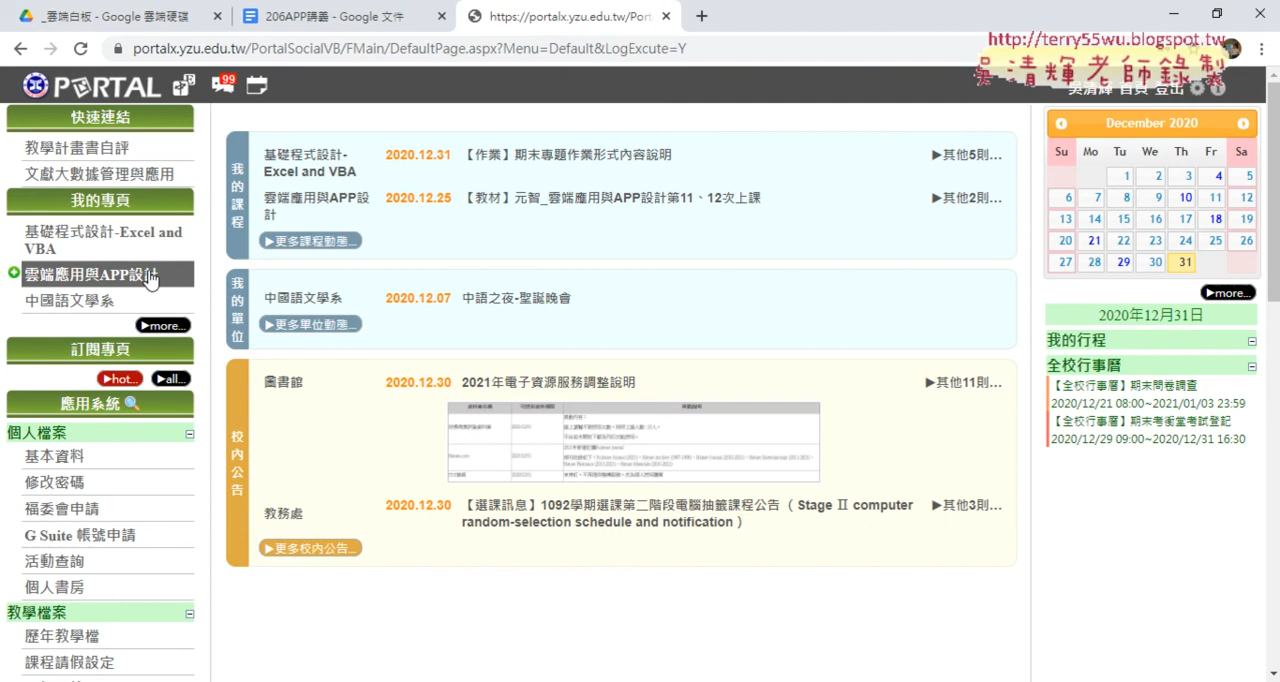 _雲端白板 - Google 雲端硬碟
206APP講義 - Google 文件
https://portalx.yzu.edu.tw/Port
portalx.yzu.edu.tw/PortalSocialVB/FMain/DefaultPage.aspx?Menu=Default&LogExcute=Y
http://terry55wu.blogspot.tw
吳清輝老師錄製
PORTAL
99
吳清輝 首頁 登出
快速連結
教學計畫書自評
文獻大數據管理與應用
我的專頁
基礎程式設計-Excel and
VBA
雲端應用與APP設計
中國語文學系
▶more...
訂閱專頁
▶hot...
▶all...
應用系統
個人檔案
基本資料
修改密碼
福委會申請
G Suite 帳號申請
活動查詢
個人書房
教學檔案
歷年教學檔
課程請假設定
我的課程
基礎程式設計-
Excel and VBA
2020.12.31
【作業】期末專題作業形式內容說明
▶其他5則...
雲端應用與APP設
計
2020.12.25
【教材】元智_雲端應用與APP設計第11、12次上課
▶其他2則...
▶更多課程動態...
我的單位
中國語文學系
2020.12.07
中語之夜-聖誕晚會
▶更多單位動態...
校內公告
圖書館
2020.12.30
2021年電子資源服務調整說明
▶其他11則...
教務處
2020.12.30
【選課訊息】1092學期選課第二階段電腦抽籤課程公告 ( Stage Ⅱ computer
random-selection schedule and notification )
▶其他3則...
▶更多校內公告...
December 2020
Su Mo Tu We Th Fr Sa
1 2 3 4 5
6 7 8 9 10 11 12
13 14 15 16 17 18 19
20 21 22 23 24 25 26
27 28 29 30 31
▶more...
2020年12月31日
我的行程
全校行事曆
【全校行事曆】期末問卷調查
2020/12/21 08:00~2021/01/03 23:59
【全校行事曆】期末考衝堂考試登記
2020/12/29 09:00~2020/12/31 16:30